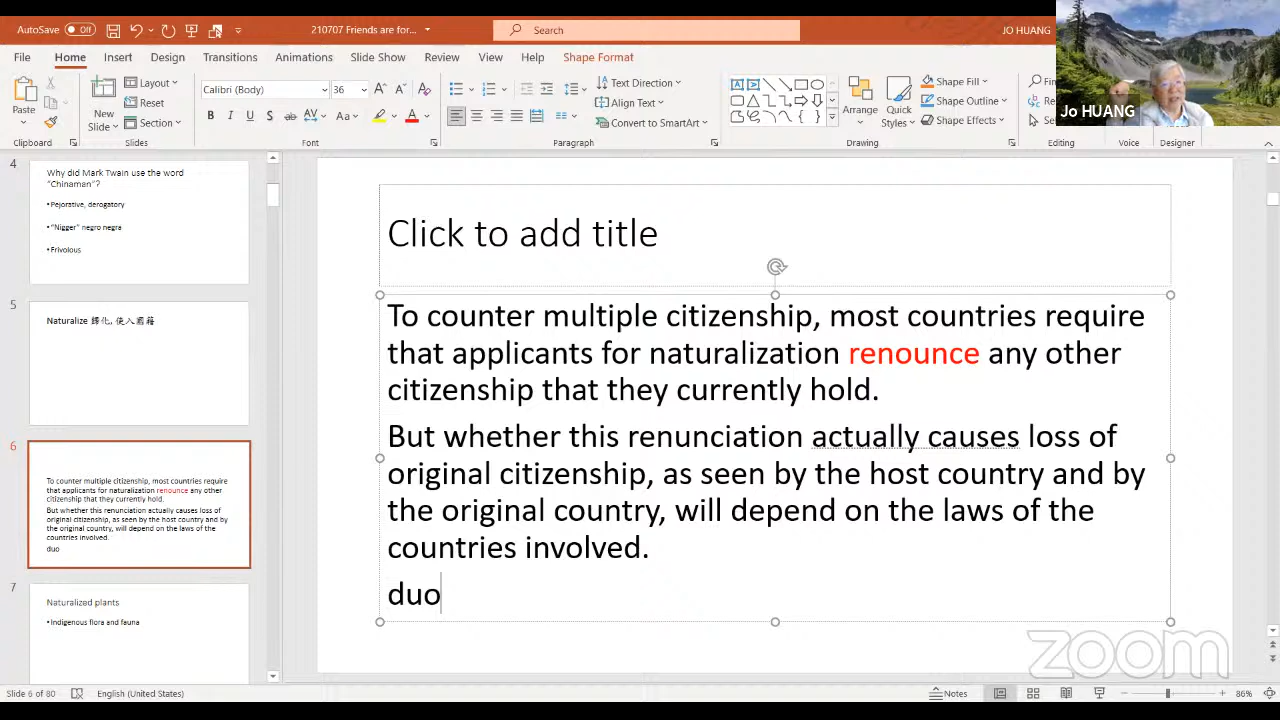 AutoSave Off
210707 Friends are for...
Search
JO HUANG
File Home Insert Design Transitions Animations Slide Show Review View Help Shape Format
Paste
New
Slide
Layout
Reset
Section
Calibri (Body) 36
Text Direction
Align Text
Convert to SmartArt
Arrange
Quick
Styles
Shape Fill
Shape Outline
Shape Effects
Jo HUANG
Clipboard Slides Font Paragraph Drawing Editing Voice Designer
4
Why did Mark Twain use the word
"Chinaman"?
• Pejorative, derogatory
• "Nigger" negro negra
• Frivolous
5
Naturalize 歸化, 使入國籍
6
To counter multiple citizenship, most countries require
that applicants for naturalization renounce any other
citizenship that they currently hold.
But whether this renunciation actually causes loss of
original citizenship, as seen by the host country and by
the original country, will depend on the laws of the
countries involved.
duo
7
Naturalized plants
• Indigenous flora and fauna
Click to add title
To counter multiple citizenship, most countries require
that applicants for naturalization renounce any other
citizenship that they currently hold.
But whether this renunciation actually causes loss of
original citizenship, as seen by the host country and by
the original country, will depend on the laws of the
countries involved.
duo
zoom
Slide 6 of 80 English (United States) Notes 86%